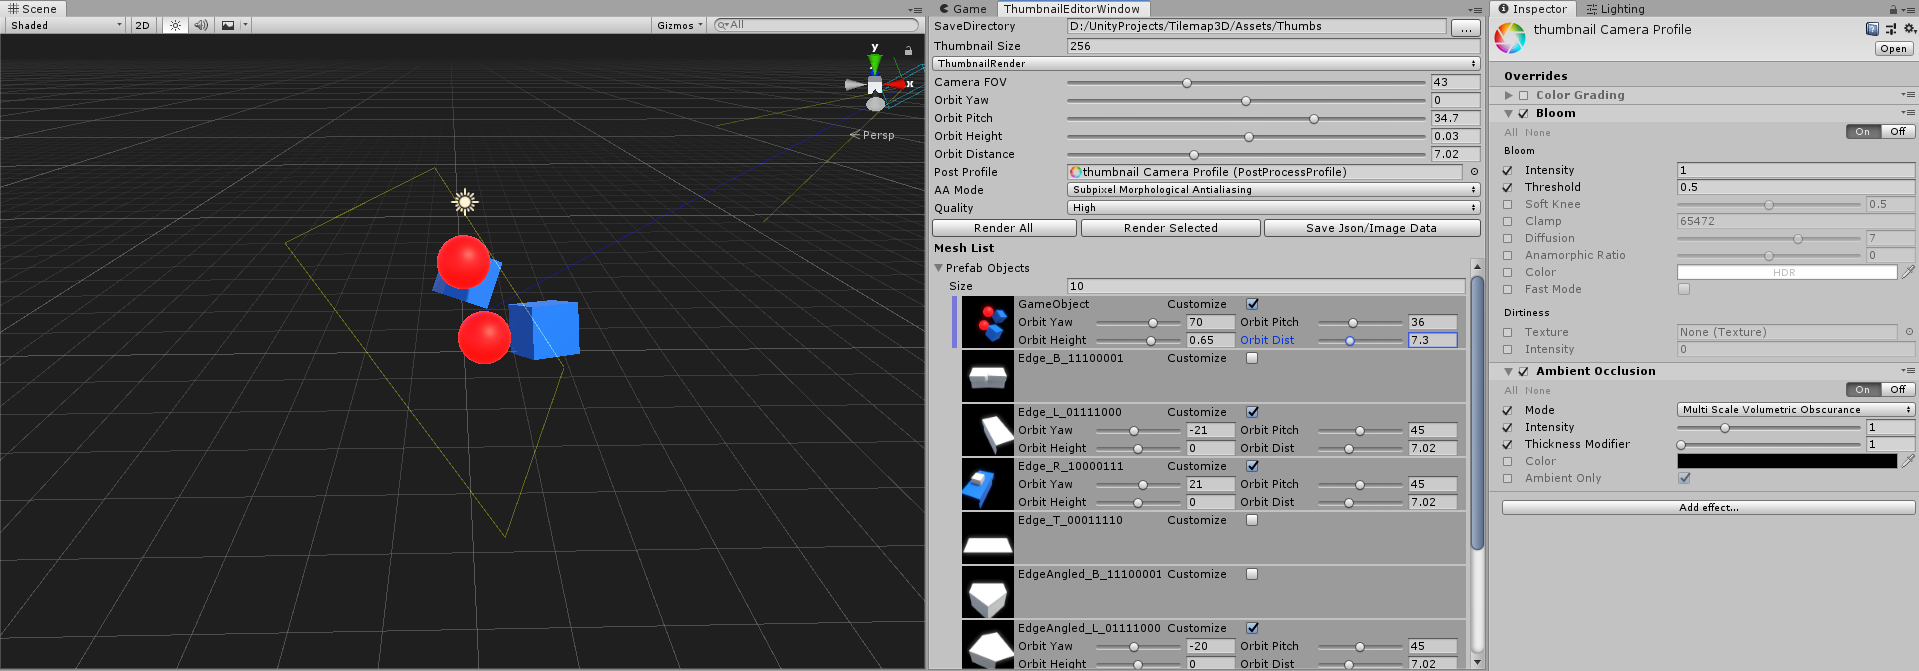 Scene
Shaded 2D Gizmos All
y
x
Persp
Game ThumbnailEditorWindow
SaveDirectory D:/UnityProjects/Tilemap3D/Assets/Thumbs ...
Thumbnail Size 256
ThumbnailRender
Camera FOV 43
Orbit Yaw 0
Orbit Pitch 34.7
Orbit Height 0.03
Orbit Distance 7.02
Post Profile thumbnail Camera Profile (PostProcessProfile)
AA Mode Subpixel Morphological Antialiasing
Quality High
Render All Render Selected Save Json/Image Data
Mesh List
Prefab Objects
Size 10
GameObject Customize
Orbit Yaw 70 Orbit Pitch 36
Orbit Height 0.65 Orbit Dist 7.3
Edge_B_11100001 Customize
Edge_L_01111000 Customize
Orbit Yaw -21 Orbit Pitch 45
Orbit Height 0 Orbit Dist 7.02
Edge_R_10000111 Customize
Orbit Yaw 21 Orbit Pitch 45
Orbit Height 0 Orbit Dist 7.02
Edge_T_00011110 Customize
EdgeAngled_B_11100001 Customize
EdgeAngled_L_01111000 Customize
Orbit Yaw -20 Orbit Pitch 45
Orbit Height 0 Orbit Dist 7.02
Inspector Lighting
thumbnail Camera Profile
Open
Overrides
Color Grading
Bloom
All None On Off
Bloom
Intensity 1
Threshold 0.5
Soft Knee 0.5
Clamp 65472
Diffusion 7
Anamorphic Ratio 0
Color HDR
Fast Mode
Dirtiness
Texture None (Texture)
Intensity 0
Ambient Occlusion
All None On Off
Mode Multi Scale Volumetric Obscurance
Intensity 1
Thickness Modifier 1
Color
Ambient Only
Add effect...